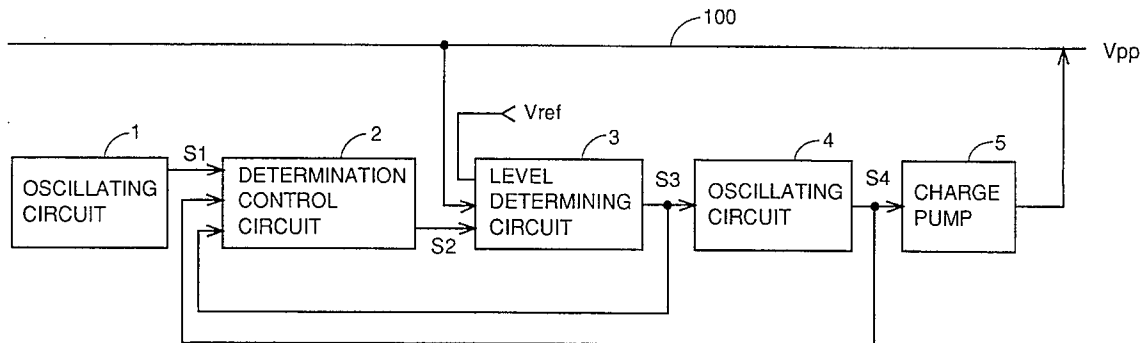 100
Vpp
Vref
1
2
3
4
5
S1
S2
S3
S4
OSCILLATING
CIRCUIT
DETERMINATION
CONTROL
CIRCUIT
LEVEL
DETERMINING
CIRCUIT
OSCILLATING
CIRCUIT
CHARGE
PUMP